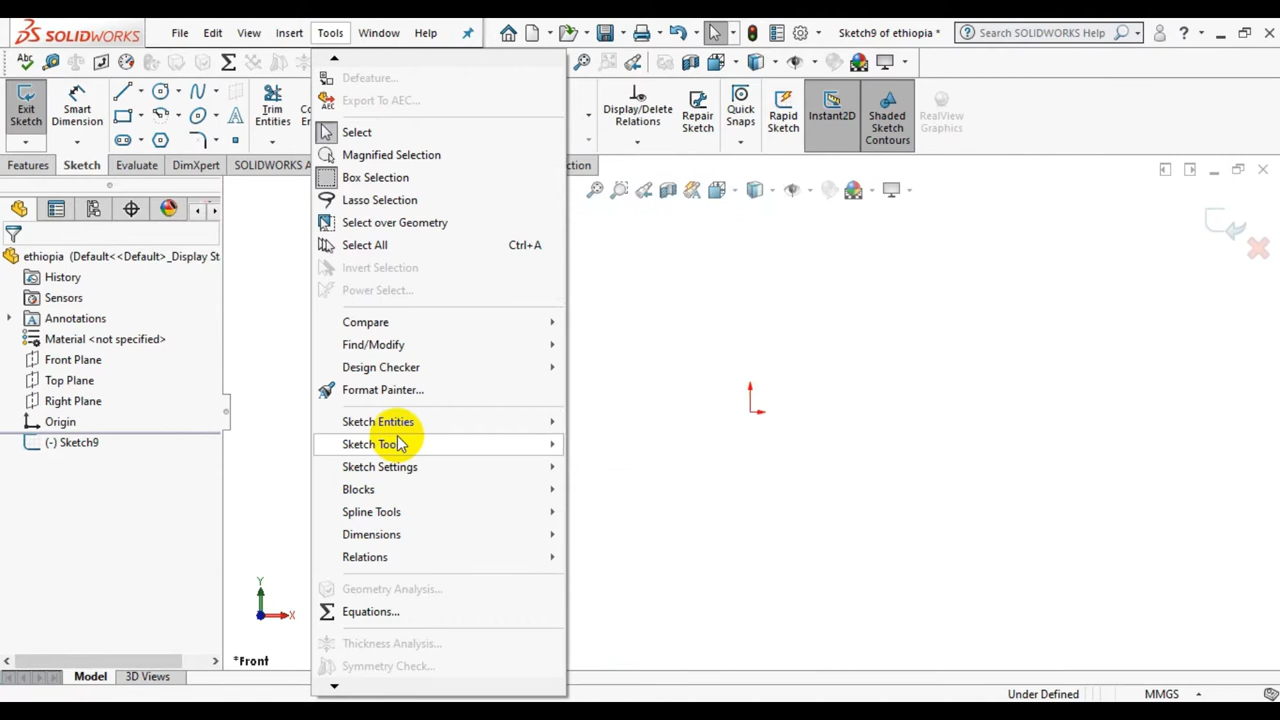 SOLIDWORKS File Edit View Insert Tools Window Help Sketch9 of ethiopia * Search SOLIDWORKS Help
Exit Sketch
Smart Dimension
Trim Entities
Display/Delete Relations
Repair Sketch
Quick Snaps
Rapid Sketch
Instant2D
Shaded Sketch Contours
RealView Graphics
Features Sketch Evaluate DimXpert SOLIDWORKS A
ethiopia (Default<<Default>_Display St
History
Sensors
Annotations
Material <not specified>
Front Plane
Top Plane
Right Plane
Origin
(-) Sketch9
Defeature...
Export To AEC...
Select
Magnified Selection
Box Selection
Lasso Selection
Select over Geometry
Select All Ctrl+A
Invert Selection
Power Select...
Compare
Find/Modify
Design Checker
Format Painter...
Sketch Entities
Sketch Too
Sketch Settings
Blocks
Spline Tools
Dimensions
Relations
Geometry Analysis...
Equations...
Thickness Analysis...
Symmetry Check...
Y
X
*Front
Model 3D Views
Under Defined MMGS